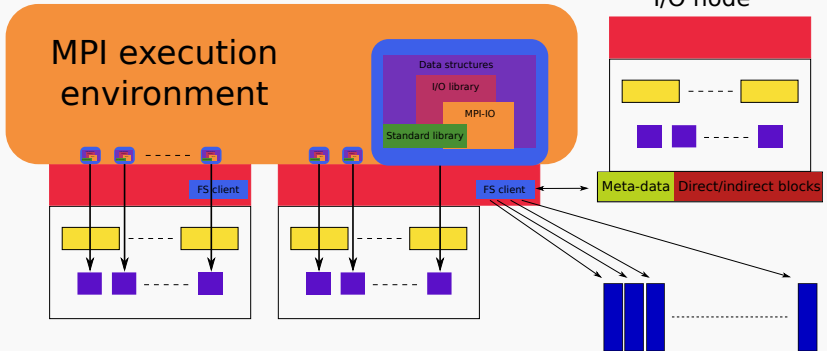 I/O node
MPI execution
environment
Data structures
I/O library
MPI-IO
Standard library
FS client
FS client
Meta-data
Direct/indirect blocks